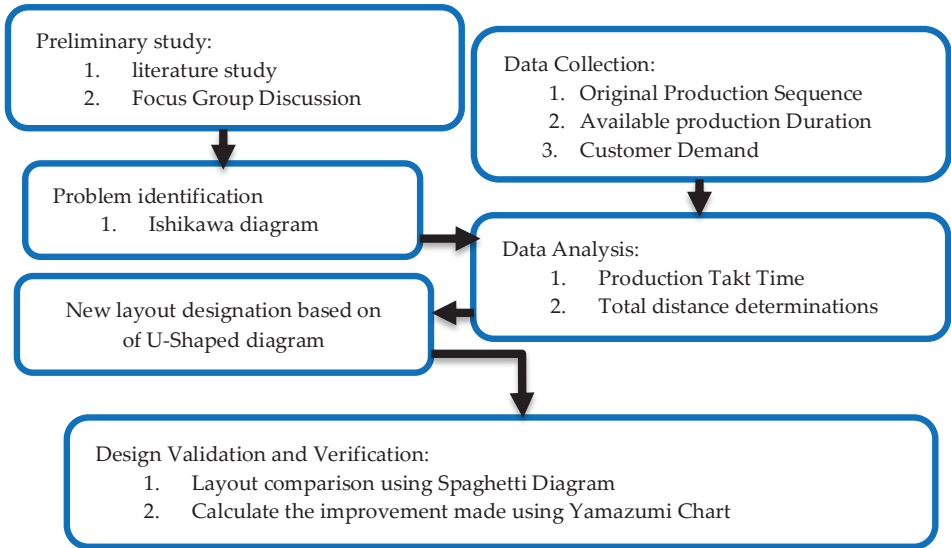 Preliminary study:
1. literature study
2. Focus Group Discussion
Data Collection:
1. Original Production Sequence
2. Available production Duration
3. Customer Demand
Problem identification
1. Ishikawa diagram
Data Analysis:
1. Production Takt Time
2. Total distance determinations
New layout designation based on
of U-Shaped diagram
Design Validation and Verification:
1. Layout comparison using Spaghetti Diagram
2. Calculate the improvement made using Yamazumi Chart